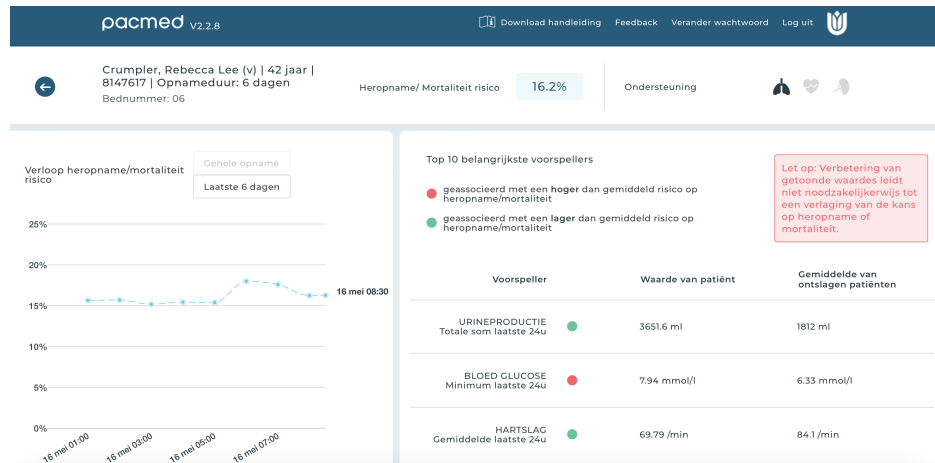 pacmed V2.2.8
Download handleiding Feedback Verander wachtwoord Log uit
Crumpler, Rebecca Lee (v) | 42 jaar |
8147617 | Opnameduur: 6 dagen
Bednummer: 06
Heropname/ Mortaliteit risico 16.2% Ondersteuning
Verloop heropname/mortaliteit
risico
Gehele opname
Laatste 6 dagen
25%
20%
15%
10%
5%
0%
16 mei 08:30
16 mei 01:00 16 mei 03:00 16 mei 05:00 16 mei 07:00
Top 10 belangrijkste voorspellers
geassocieerd met een hoger dan gemiddeld risico op
heropname/mortaliteit
geassocieerd met een lager dan gemiddeld risico op
heropname/mortaliteit
Let op: Verbetering van
getoonde waardes leidt
niet noodzakelijkerwijs tot
een verlaging van de kans
op heropname of
mortaliteit.
Voorspeller Waarde van patiënt Gemiddelde van
ontslagen patiënten
URINEPRODUCTIE
Totale som laatste 24u 3651.6 ml 1812 ml
BLOED GLUCOSE
Minimum laatste 24u 7.94 mmol/l 6.33 mmol/l
HARTSLAG
Gemiddelde laatste 24u 69.79 /min 84.1 /min